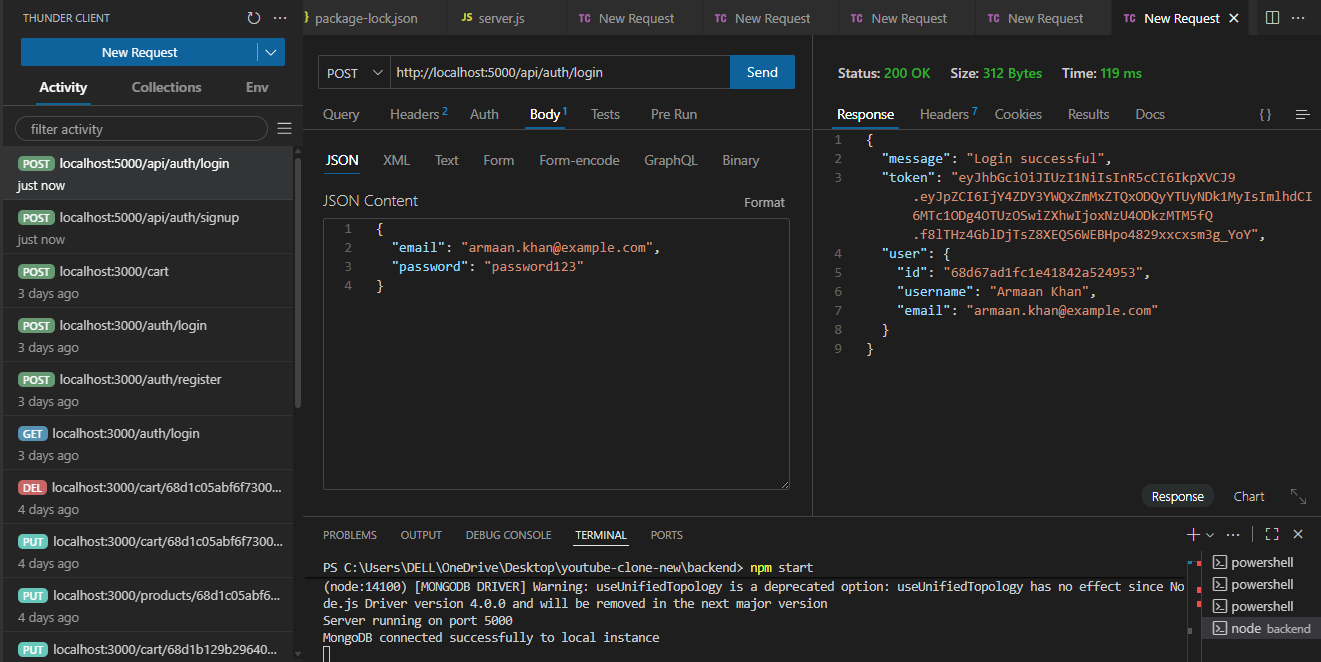 THUNDER CLIENT
New Request
Activity Collections Env
filter activity
POST localhost:5000/api/auth/login
just now
POST localhost:5000/api/auth/signup
just now
POST localhost:3000/cart
3 days ago
POST localhost:3000/auth/login
3 days ago
POST localhost:3000/auth/register
3 days ago
GET localhost:3000/auth/login
3 days ago
DEL localhost:3000/cart/68d1c05abf6f7300...
4 days ago
PUT localhost:3000/cart/68d1c05abf6f7300...
4 days ago
PUT localhost:3000/products/68d1c05abf6...
4 days ago
PUT localhost:3000/cart/68d1b129b29640...
} package-lock.json JS server.js TC New Request TC New Request TC New Request TC New Request TC New Request
POST http://localhost:5000/api/auth/login Send
Query Headers 2 Auth Body 1 Tests Pre Run
JSON XML Text Form Form-encode GraphQL Binary
JSON Content Format
1 {
2 "email": "armaan.khan@example.com",
3 "password": "password123"
4 }
Status: 200 OK Size: 312 Bytes Time: 119 ms
Response Headers 7 Cookies Results Docs { }
1 {
2 "message": "Login successful",
3 "token": "eyJhbGciOiJIUzI1NiIsInR5cCI6IkpXVCJ9
.eyJpZCI6IjY4ZDY3YWQxZmMxZTQxODQyYTUyNDk1MyIsImlhdCI
6MTc1ODg4OTUzOSwiZXhwIjoxNzU4ODkzMTM5fQ
.f8lTHz4GblDjTsZ8XEQS6WEBHpo4829xxcxsm3g_YoY",
4 "user": {
5 "id": "68d67ad1fc1e41842a524953",
6 "username": "Armaan Khan",
7 "email": "armaan.khan@example.com"
8 }
9 }
Response Chart
PROBLEMS OUTPUT DEBUG CONSOLE TERMINAL PORTS
PS C:\Users\DELL\OneDrive\Desktop\youtube-clone-new\backend> npm start
(node:14100) [MONGODB DRIVER] Warning: useUnifiedTopology is a deprecated option: useUnifiedTopology has no effect since No
de.js Driver version 4.0.0 and will be removed in the next major version
Server running on port 5000
MongoDB connected successfully to local instance
powershell
powershell
powershell
node backend